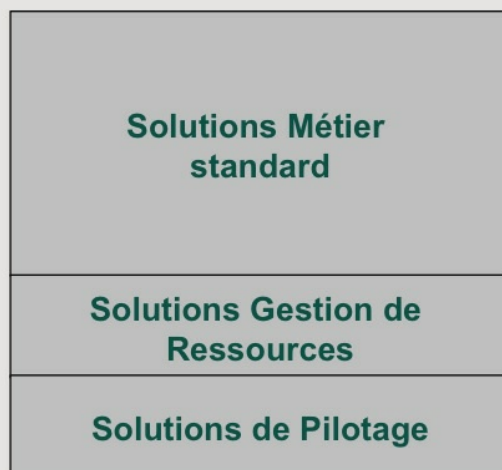 Solutions Métier
standard
Solutions Gestion de
Ressources
Solutions de Pilotage